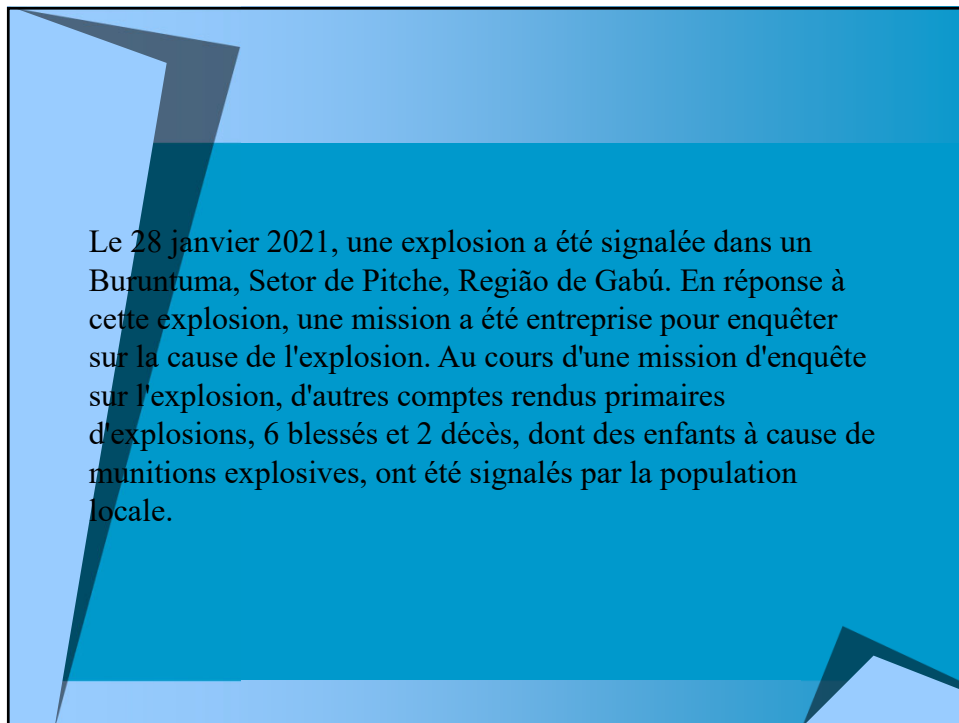 Le 28 janvier 2021, une explosion a été signalée dans un
Buruntuma, Setor de Pitche, Região de Gabú. En réponse à
cette explosion, une mission a été entreprise pour enquêter
sur la cause de l'explosion. Au cours d'une mission d'enquête
sur l'explosion, d'autres comptes rendus primaires
d'explosions, 6 blessés et 2 décès, dont des enfants à cause de
munitions explosives, ont été signalés par la population
locale.